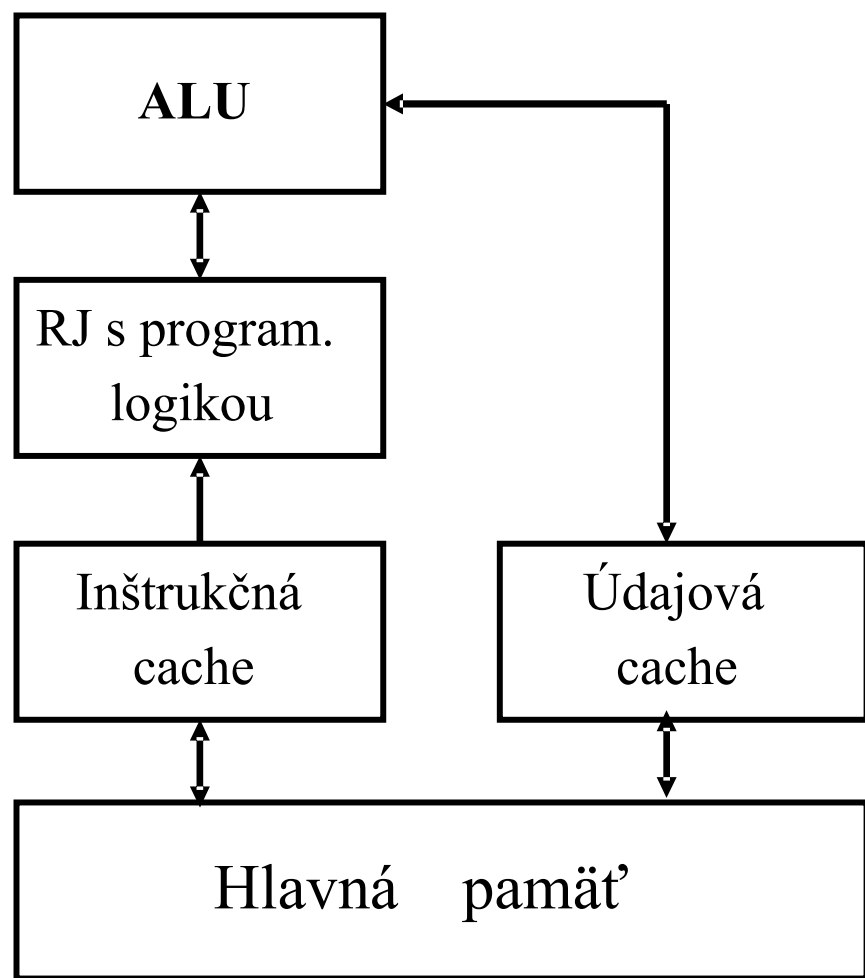 ALU
RJ s program.
logikou
Inštrukčná
cache
Údajová
cache
Hlavná pamäť